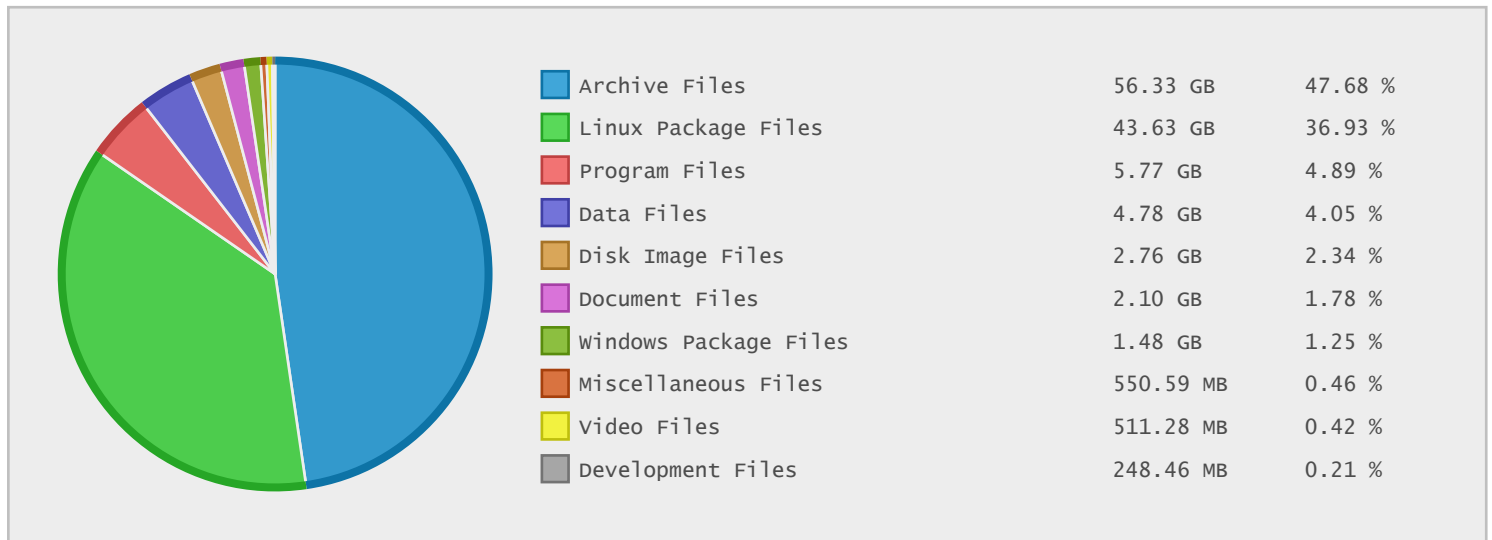 Archive Files 56.33 GB 47.68 %
Linux Package Files 43.63 GB 36.93 %
Program Files 5.77 GB 4.89 %
Data Files 4.78 GB 4.05 %
Disk Image Files 2.76 GB 2.34 %
Document Files 2.10 GB 1.78 %
Windows Package Files 1.48 GB 1.25 %
Miscellaneous Files 550.59 MB 0.46 %
Video Files 511.28 MB 0.42 %
Development Files 248.46 MB 0.21 %